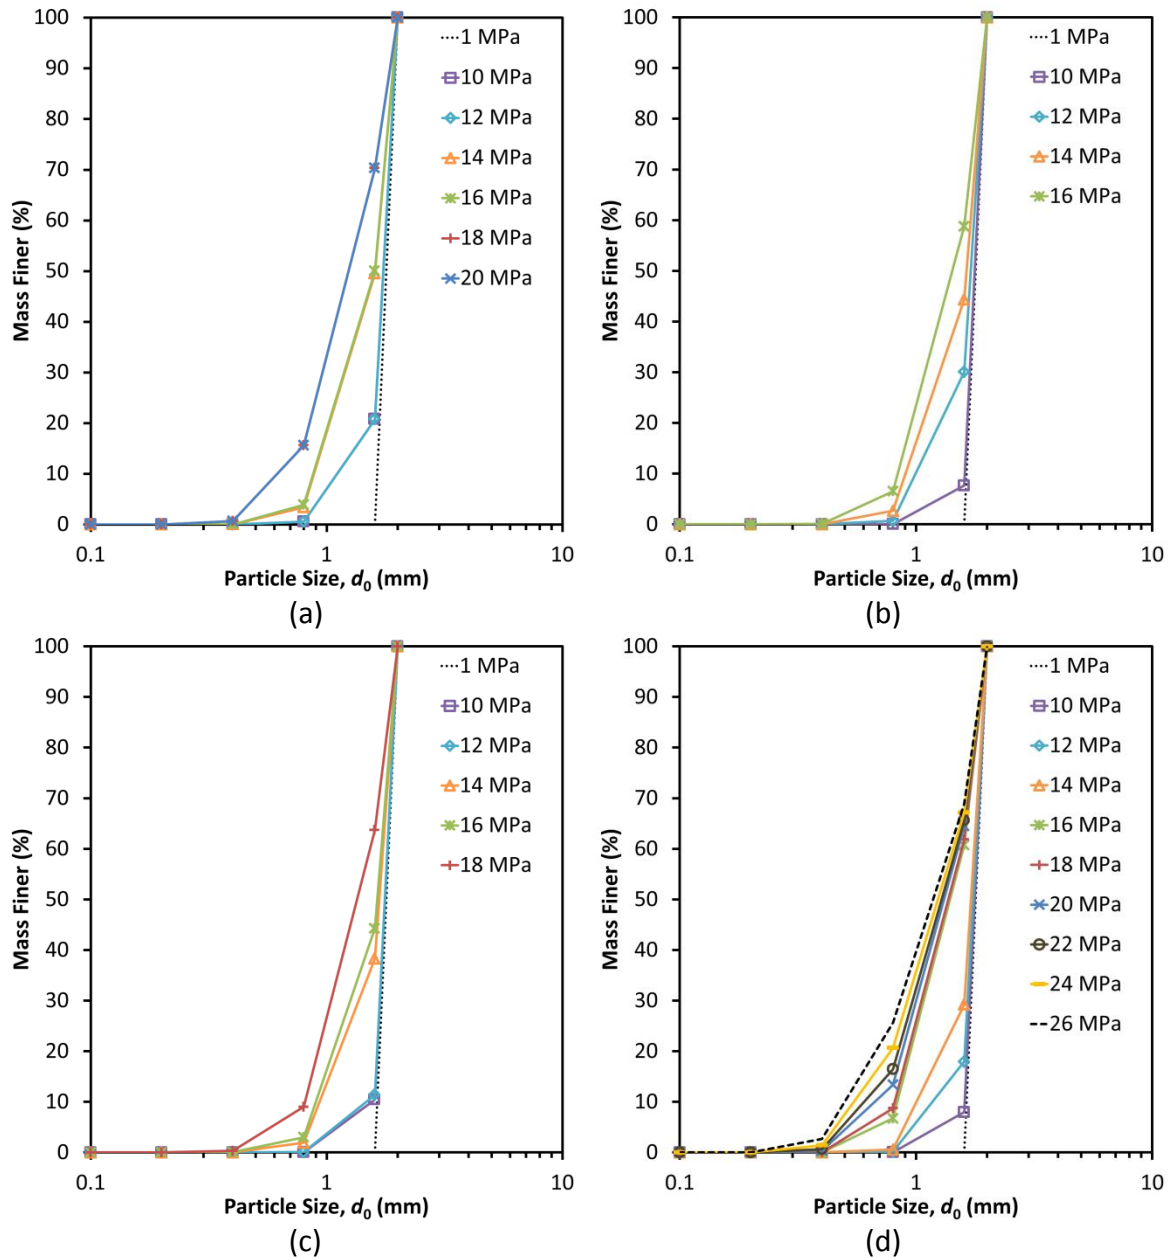 100
90
80
70
60
50
40
30
20
10
0
Mass Finer (%)
0.1 1 10
Particle Size, d0 (mm)
1 MPa
10 MPa
12 MPa
14 MPa
16 MPa
18 MPa
20 MPa
(a)
100
90
80
70
60
50
40
30
20
10
0
Mass Finer (%)
0.1 1 10
Particle Size, d0 (mm)
1 MPa
10 MPa
12 MPa
14 MPa
16 MPa
(b)
100
90
80
70
60
50
40
30
20
10
0
Mass Finer (%)
0.1 1 10
Particle Size, d0 (mm)
1 MPa
10 MPa
12 MPa
14 MPa
16 MPa
18 MPa
(c)
100
90
80
70
60
50
40
30
20
10
0
Mass Finer (%)
0.1 1 10
Particle Size, d0 (mm)
1 MPa
10 MPa
12 MPa
14 MPa
16 MPa
18 MPa
20 MPa
22 MPa
24 MPa
26 MPa
(d)